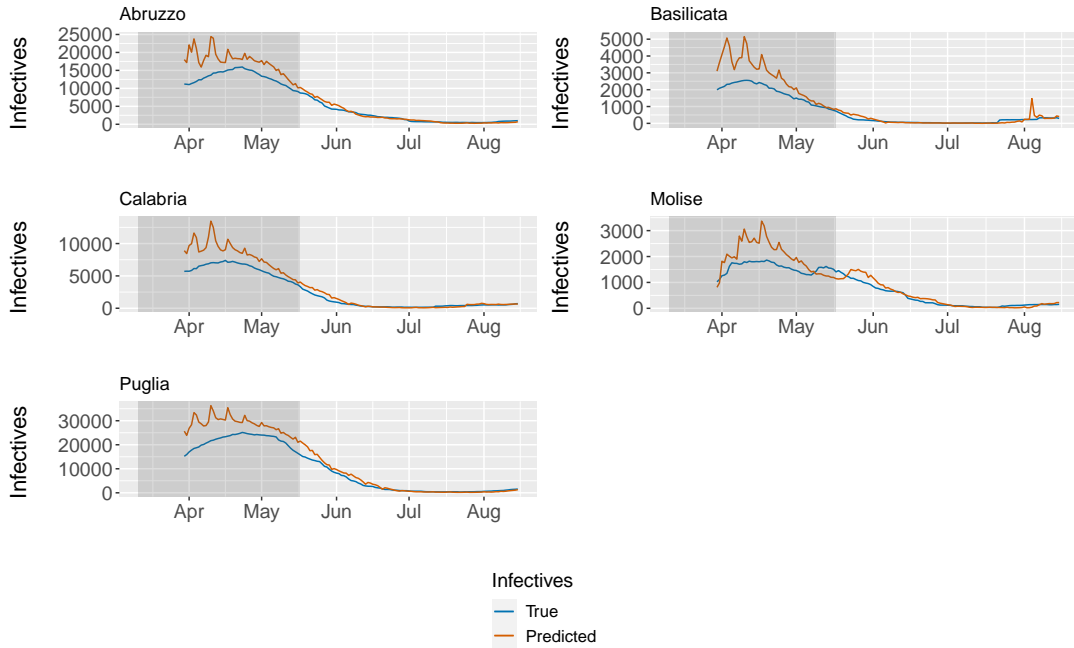 Abruzzo
Infectives
25000
20000
15000
10000
5000
0
Apr May Jun Jul Aug
Basilicata
Infectives
5000
4000
3000
2000
1000
0
Apr May Jun Jul Aug
Calabria
Infectives
10000
5000
0
Apr May Jun Jul Aug
Molise
Infectives
3000
2000
1000
0
Apr May Jun Jul Aug
Puglia
Infectives
30000
20000
10000
0
Apr May Jun Jul Aug
Infectives
True
Predicted